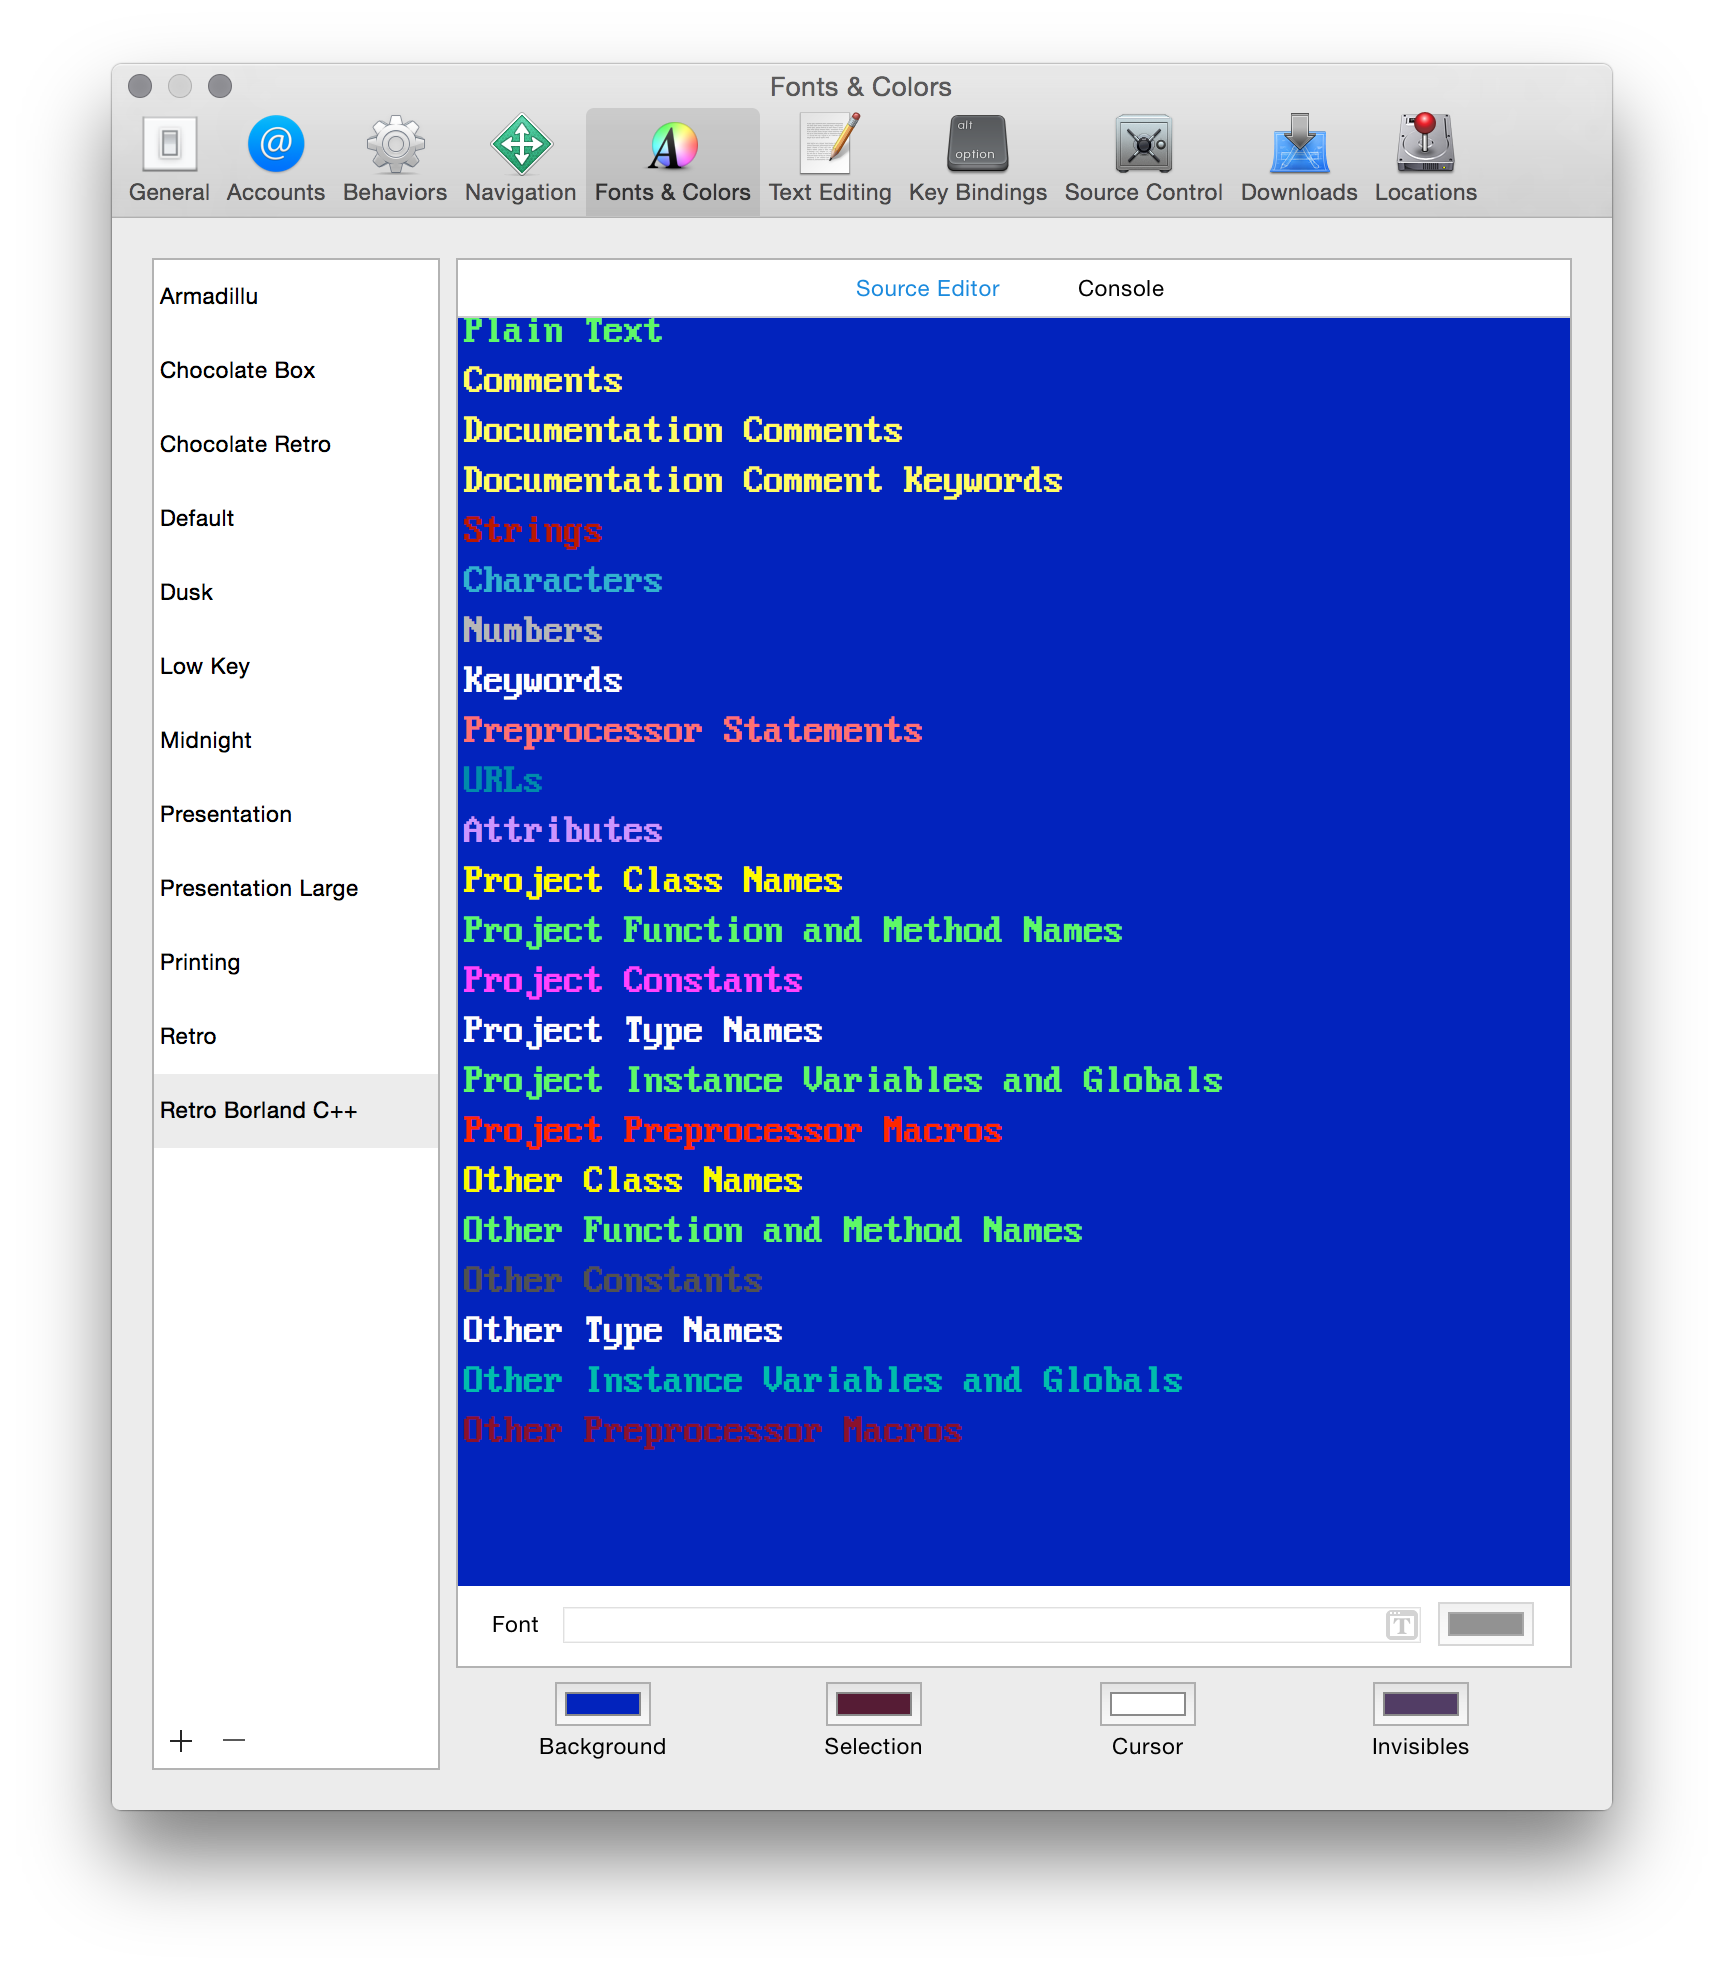 Fonts & Colors
alt
option
General Accounts Behaviors Navigation Fonts & Colors Text Editing Key Bindings Source Control Downloads Locations
Armadillu
Chocolate Box
Chocolate Retro
Default
Dusk
Low Key
Midnight
Presentation
Presentation Large
Printing
Retro
Retro Borland C++
Source Editor Console
Plain Text
Comments
Documentation Comments
Documentation Comment Keywords
Strings
Characters
Numbers
Keywords
Preprocessor Statements
URLs
Attributes
Project Class Names
Project Function and Method Names
Project Constants
Project Type Names
Project Instance Variables and Globals
Project Preprocessor Macros
Other Class Names
Other Function and Method Names
Other Constants
Other Type Names
Other Instance Variables and Globals
Other Preprocessor Macros
Font
Background Selection Cursor Invisibles